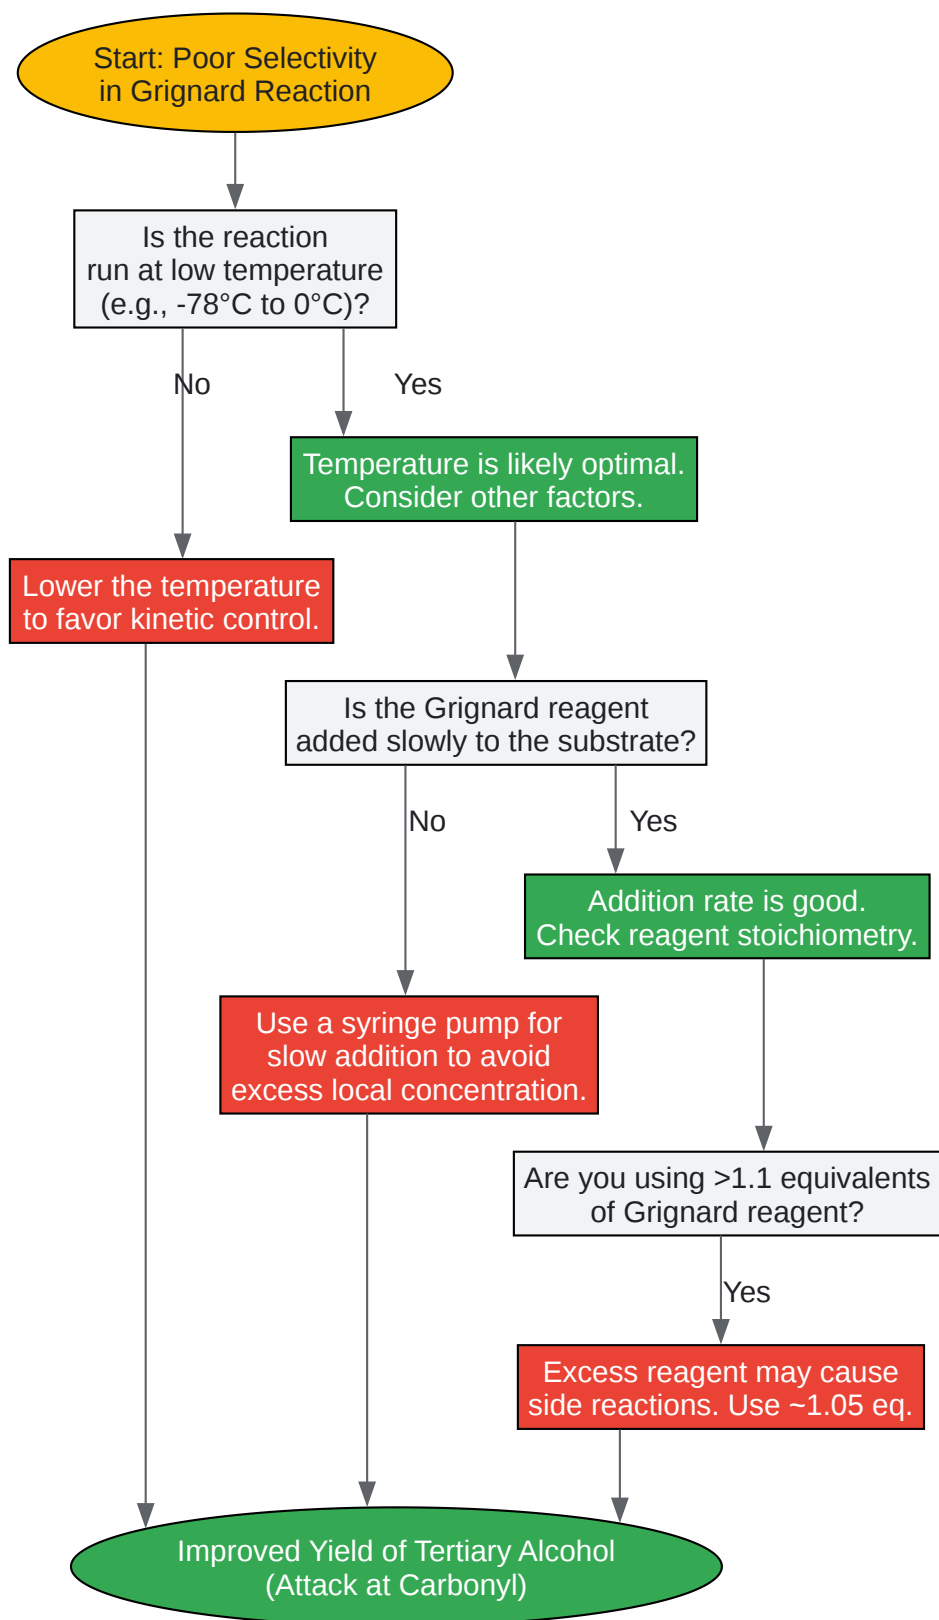 Start: Poor Selectivity
in Grignard Reaction
Is the reaction
run at low temperature
(e.g., -78°C to 0°C)?
No
Yes
Temperature is likely optimal.
Consider other factors.
Lower the temperature
to favor kinetic control.
Is the Grignard reagent
added slowly to the substrate?
No
Yes
Addition rate is good.
Check reagent stoichiometry.
Use a syringe pump for
slow addition to avoid
excess local concentration.
Are you using >1.1 equivalents
of Grignard reagent?
Yes
Excess reagent may cause
side reactions. Use ~1.05 eq.
Improved Yield of Tertiary Alcohol
(Attack at Carbonyl)